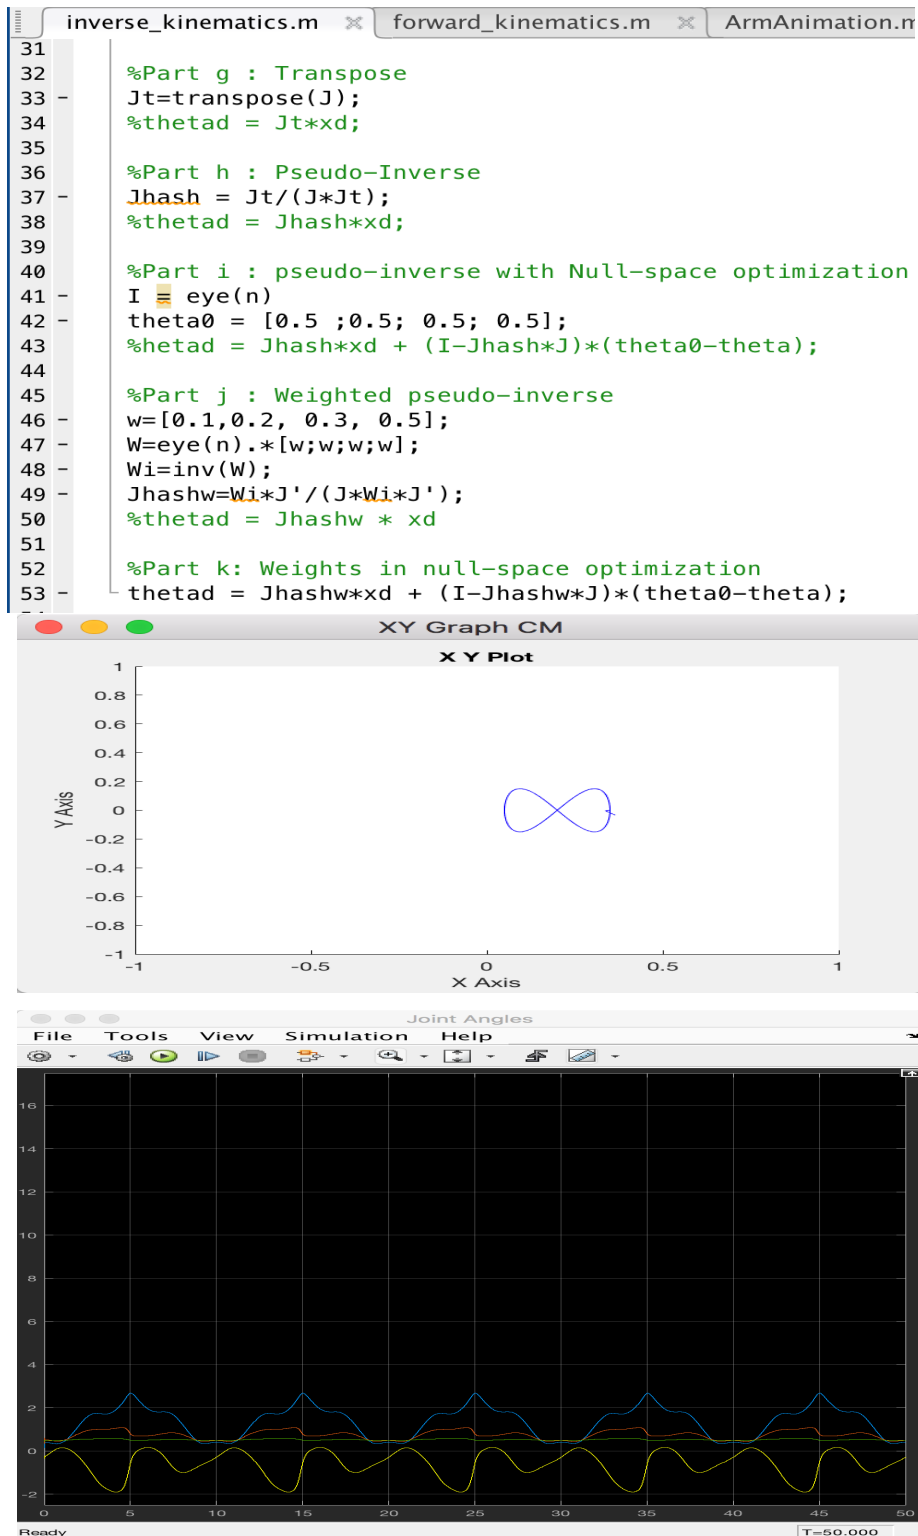 inverse_kinematics.m × forward_kinematics.m × ArmAnimation.m
31
32 %Part g : Transpose
33 – Jt=transpose(J);
34 %thetad = Jt*xd;
35
36 %Part h : Pseudo-Inverse
37 – Jhash = Jt/(J*Jt);
38 %thetad = Jhash*xd;
39
40 %Part i : pseudo-inverse with Null-space optimization
41 – I = eye(n)
42 – theta0 = [0.5 ;0.5; 0.5; 0.5];
43 %hetad = Jhash*xd + (I-Jhash*J)*(theta0-theta);
44
45 %Part j : Weighted pseudo-inverse
46 – w=[0.1,0.2, 0.3, 0.5];
47 – W=eye(n).*[w;w;w;w];
48 – Wi=inv(W);
49 – Jhashw=Wi*J'/(J*Wi*J');
50 %thetad = Jhashw * xd
51
52 %Part k: Weights in null-space optimization
53 – thetad = Jhashw*xd + (I-Jhashw*J)*(theta0-theta);
XY Graph CM
X Y Plot
1
0.8
0.6
0.4
0.2
0
-0.2
-0.4
-0.6
-0.8
-1
Y Axis
-1 -0.5 0 0.5 1
X Axis
Joint Angles
File Tools View Simulation Help
16
14
12
10
8
6
4
2
0
-2
0 5 10 15 20 25 30 35 40 45 50
Ready T=50.000